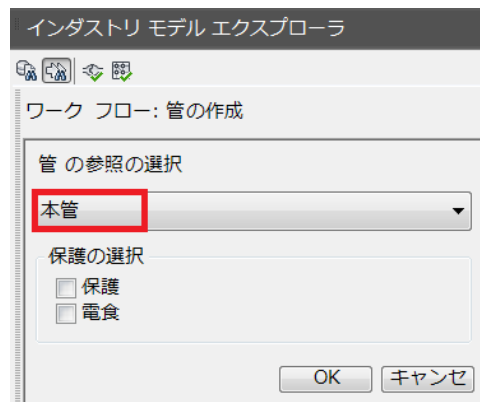 インダストリ モデル エクスプローラ
ワーク フロー: 管の作成
管 の参照の選択
本管
保護の選択
保護
電食
OK キャンセ